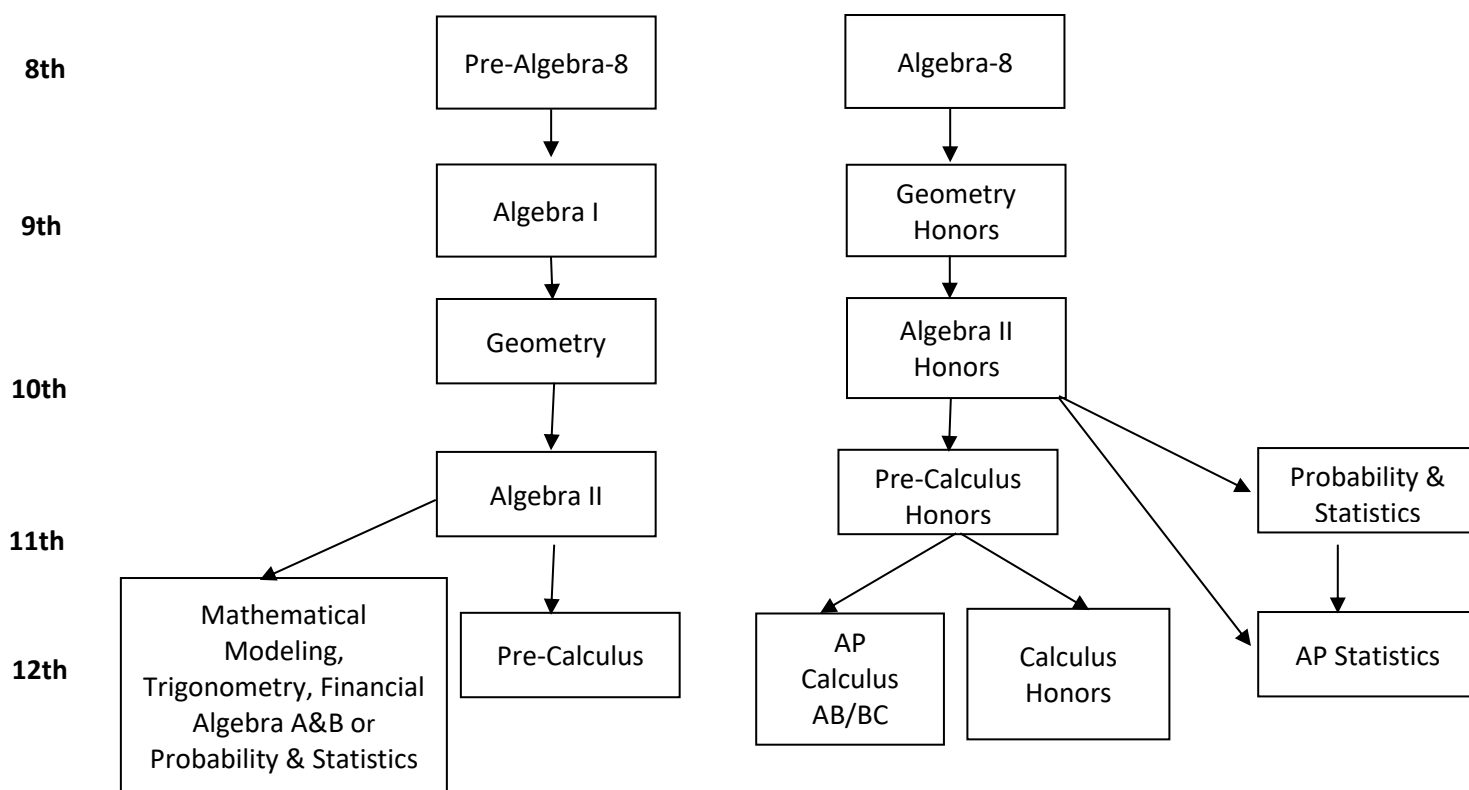 8th
Pre-Algebra-8
Algebra-8
9th
Algebra I
Geometry
Honors
10th
Geometry
Algebra II
Honors
11th
Algebra II
Pre-Calculus
Honors
Probability &
Statistics
12th
Mathematical
Modeling,
Trigonometry, Financial
Algebra A&B or
Probability & Statistics
Pre-Calculus
AP
Calculus
AB/BC
Calculus
Honors
AP Statistics